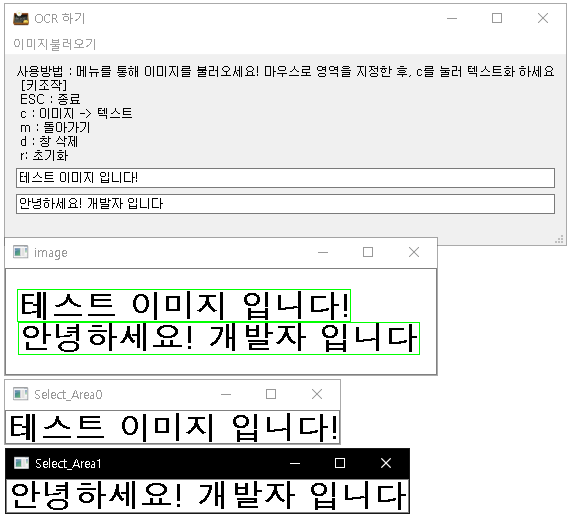 OCR 하기
이미지불러오기
사용방법 : 메뉴를 통해 이미지를 불러오세요! 마우스로 영역을 지정한 후, c를 눌러 텍스트화 하세요
[키조작]
ESC : 종료
c : 이미지 -> 텍스트
m : 돌아가기
d : 창 삭제
r: 초기화
테스트 이미지 입니다!
안녕하세요! 개발자 입니다
image
테스트 이미지 입니다!
안녕하세요! 개발자 입니다
Select_Area0
테스트 이미지 입니다!
Select_Area1
안녕하세요! 개발자 입니다